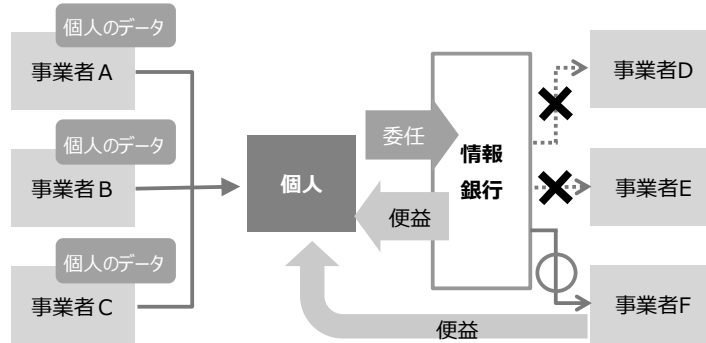 個人のデータ
事業者A
個人のデータ
事業者B
個人のデータ
事業者C
個人
委任
便益
情報
銀行
事業者D
事業者E
事業者F
便益